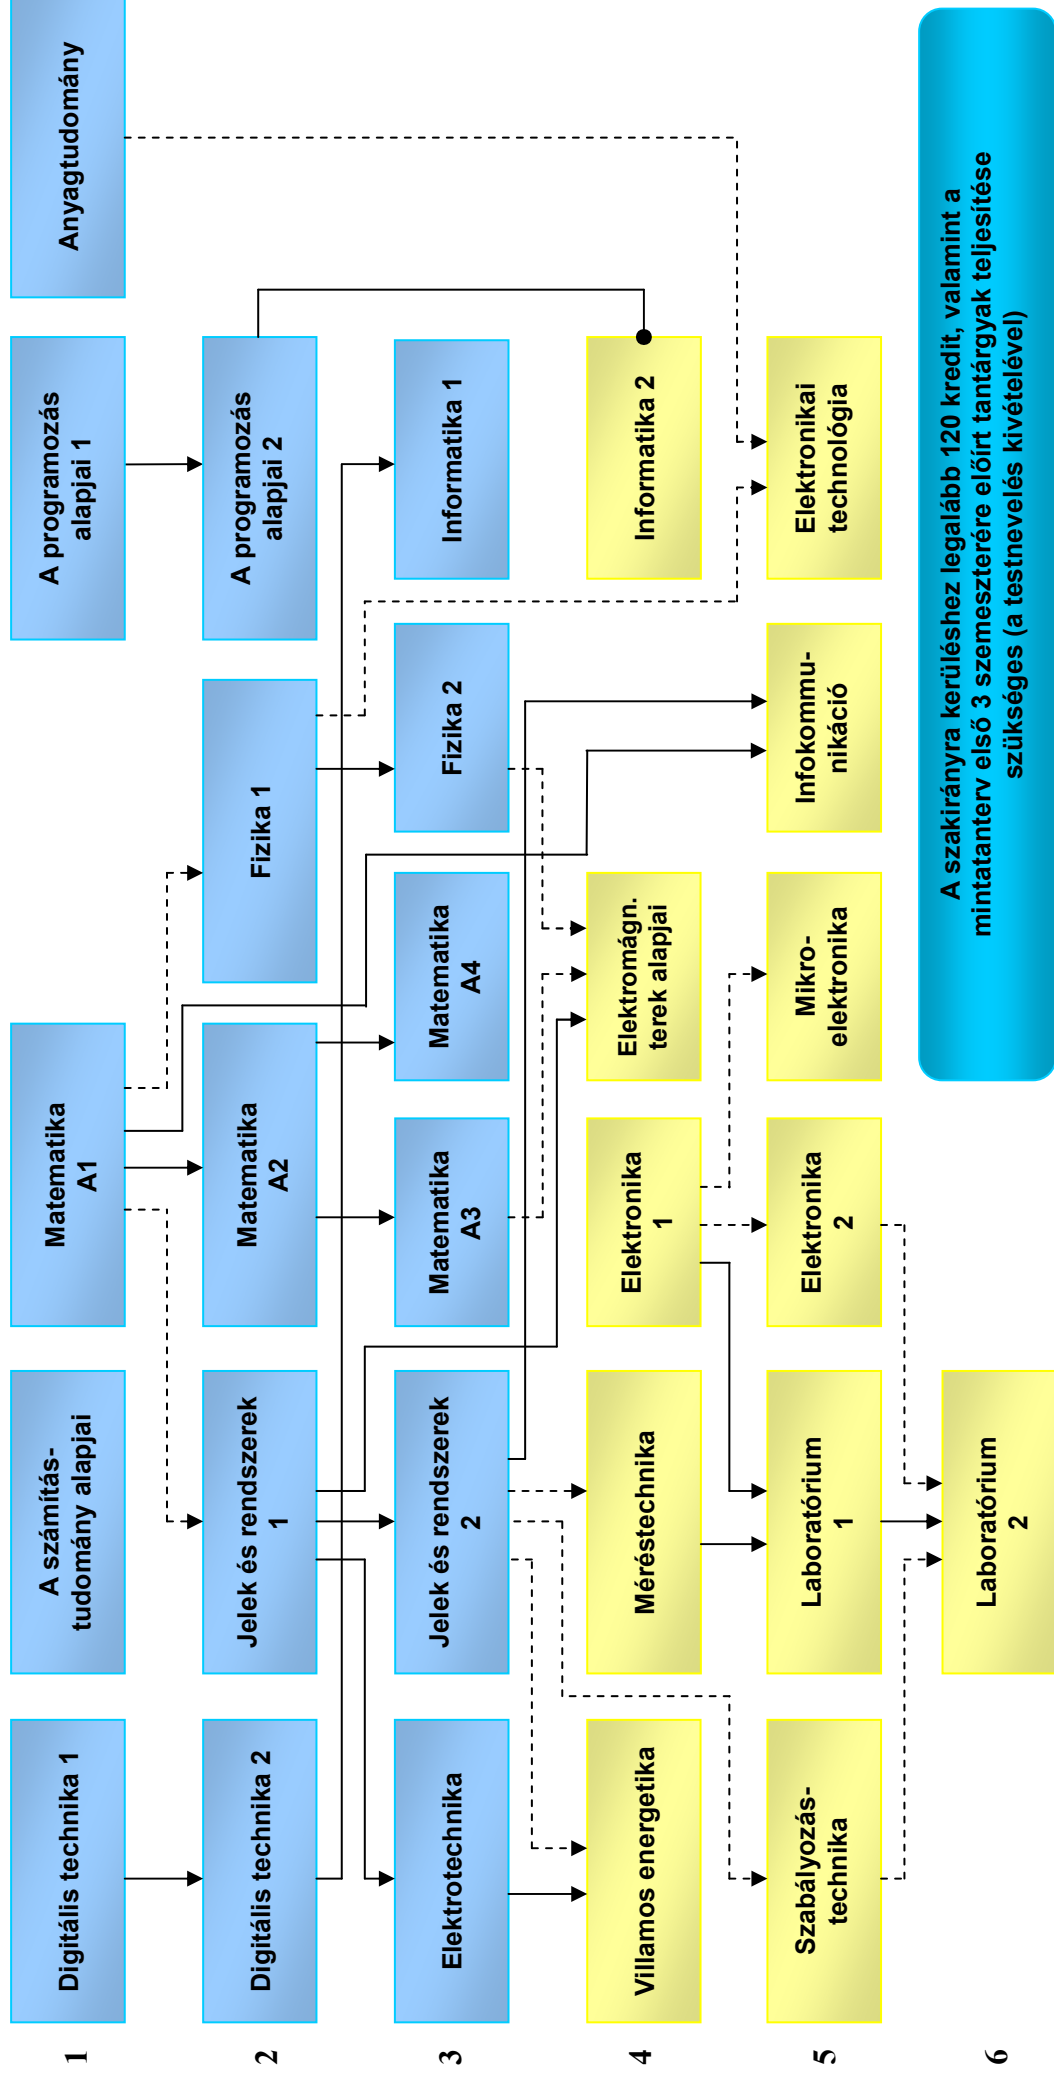 1
Digitális technika 1
A számítás-
tudomány alapjai
Matematika
A1
A programozás
alapjai 1
Anyagtudomány
2
Digitális technika 2
Jelek és rendszerek
1
Matematika
A2
Fizika 1
A programozás
alapjai 2
3
Elektrotechnika
Jelek és rendszerek
2
Matematika
A3
Matematika
A4
Fizika 2
Informatika 1
4
Villamos energetika
Méréstechnika
Elektronika
1
Elektromágn.
terek alapjai
Informatika 2
5
Szabályozás-
technika
Laboratórium
1
Elektronika
2
Mikro-
elektronika
Infokommu-
nikáció
Elektronikai
technológia
6
Laboratórium
2
A szakirányra kerüléshez legalább 120 kredit, valamint a
mintatanterv első 3 szemeszterére előírt tantárgyak teljesítése
szükséges (a testnevelés kivételével)